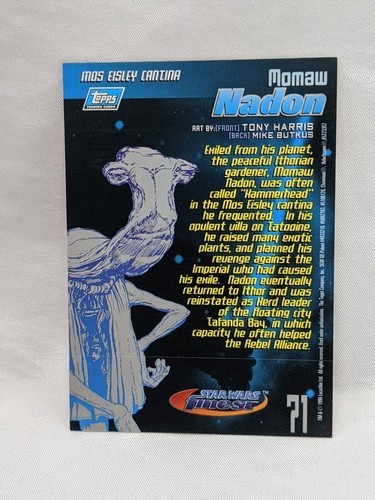 MOS EISLEY CANTINA
Topps
TRADING CARDS
Momaw
Nadon
ART BY: [FRONT] TONY HARRIS
[BACK] MIKE BUTKUS
Exiled from his planet,
the peaceful Ithorian
gardener, Momaw
Nadon, was often
called "Hammerhead"
in the Mos Eisley cantina
he frequented. In his
opulent villa on Tatooine,
he raised many exotic
plants, and planned his
revenge against the
Imperial who had caused
his exile. Nadon eventually
returned to Ithor and was
reinstated as Herd leader
of the floating city
Tafanda Bay, in which
capacity he often helped
the Rebel Alliance.
STAR WARS™
finest
71